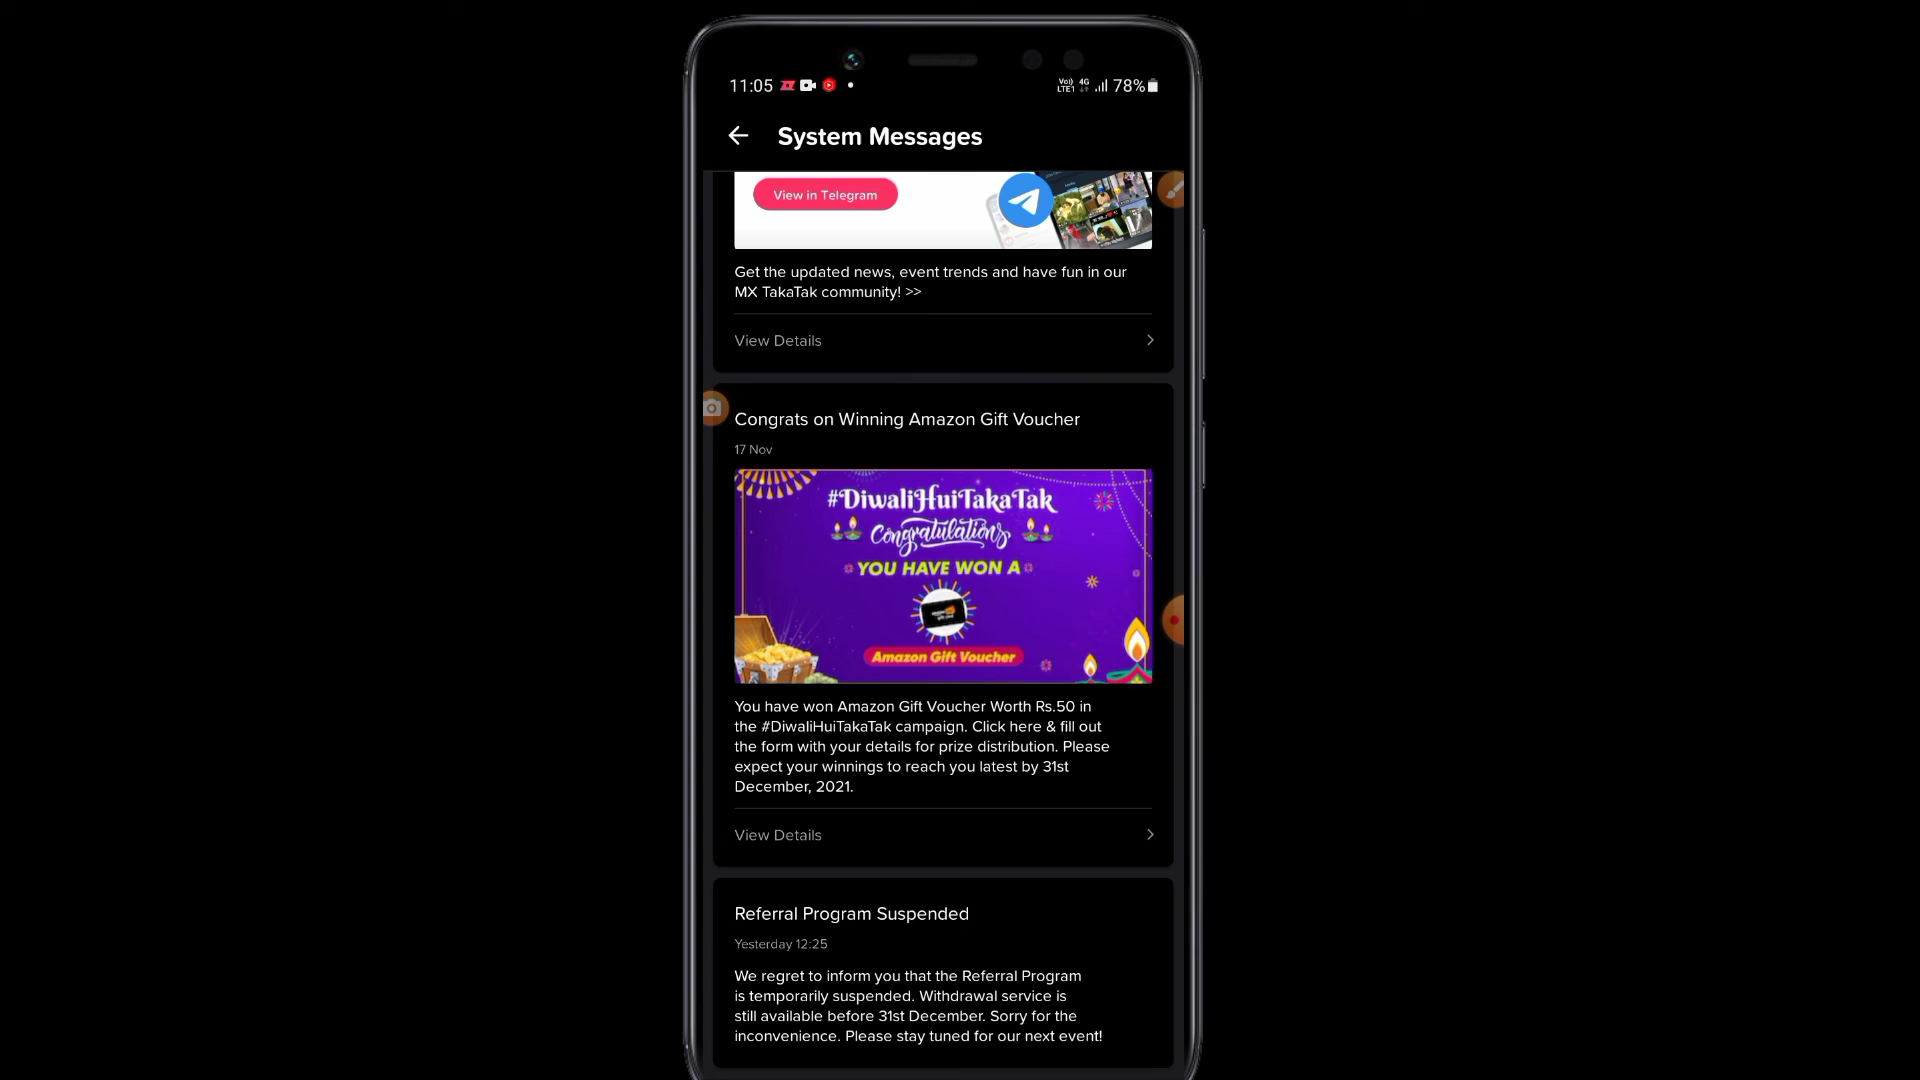 11:05
Vo)) 4G
LTE1
78%
System Messages
View in Telegram
Get the updated news, event trends and have fun in our
MX TakaTak community! >>
View Details
Congrats on Winning Amazon Gift Voucher
17 Nov
#DiwaliHuiTakaTak
Congratulations
YOU HAVE WON A
Amazon Gift Voucher
You have won Amazon Gift Voucher Worth Rs.50 in
the #DiwaliHuiTakaTak campaign. Click here & fill out
the form with your details for prize distribution. Please
expect your winnings to reach you latest by 31st
December, 2021.
View Details
Referral Program Suspended
Yesterday 12:25
We regret to inform you that the Referral Program
is temporarily suspended. Withdrawal service is
still available before 31st December. Sorry for the
inconvenience. Please stay tuned for our next event!